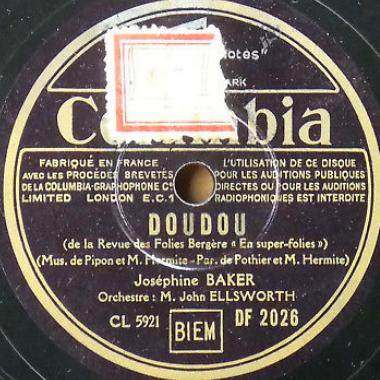 Notes"
ARK
Columbia
FABRIQUÉ EN FRANCE
AVEC LES PROCÉDÉS BREVETÉS
DE LA COLUMBIA-GRAPHOPHONE Cº
LIMITED LONDON E.C.1
L'UTILISATION DE CE DISQUE
POUR LES AUDITIONS PUBLIQUES
DIRECTES OU POUR LES AUDITIONS
RADIOPHONIQUES EST INTERDITE
DOUDOU
(de la Revue des Folies Bergère « En super-folies »)
(Mus. de Pipon et M. Hermite - Par. de Pothier et M. Hermite)
Joséphine BAKER
Orchestre : M. John ELLSWORTH
CL 5921 BIEM DF 2026